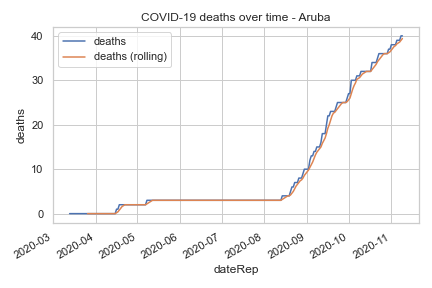 COVID-19 deaths over time - Aruba
deaths
deaths (rolling)
deaths
40
30
20
10
0
2020-03
2020-04
2020-05
2020-06
2020-07
2020-08
2020-09
2020-10
2020-11
dateRep